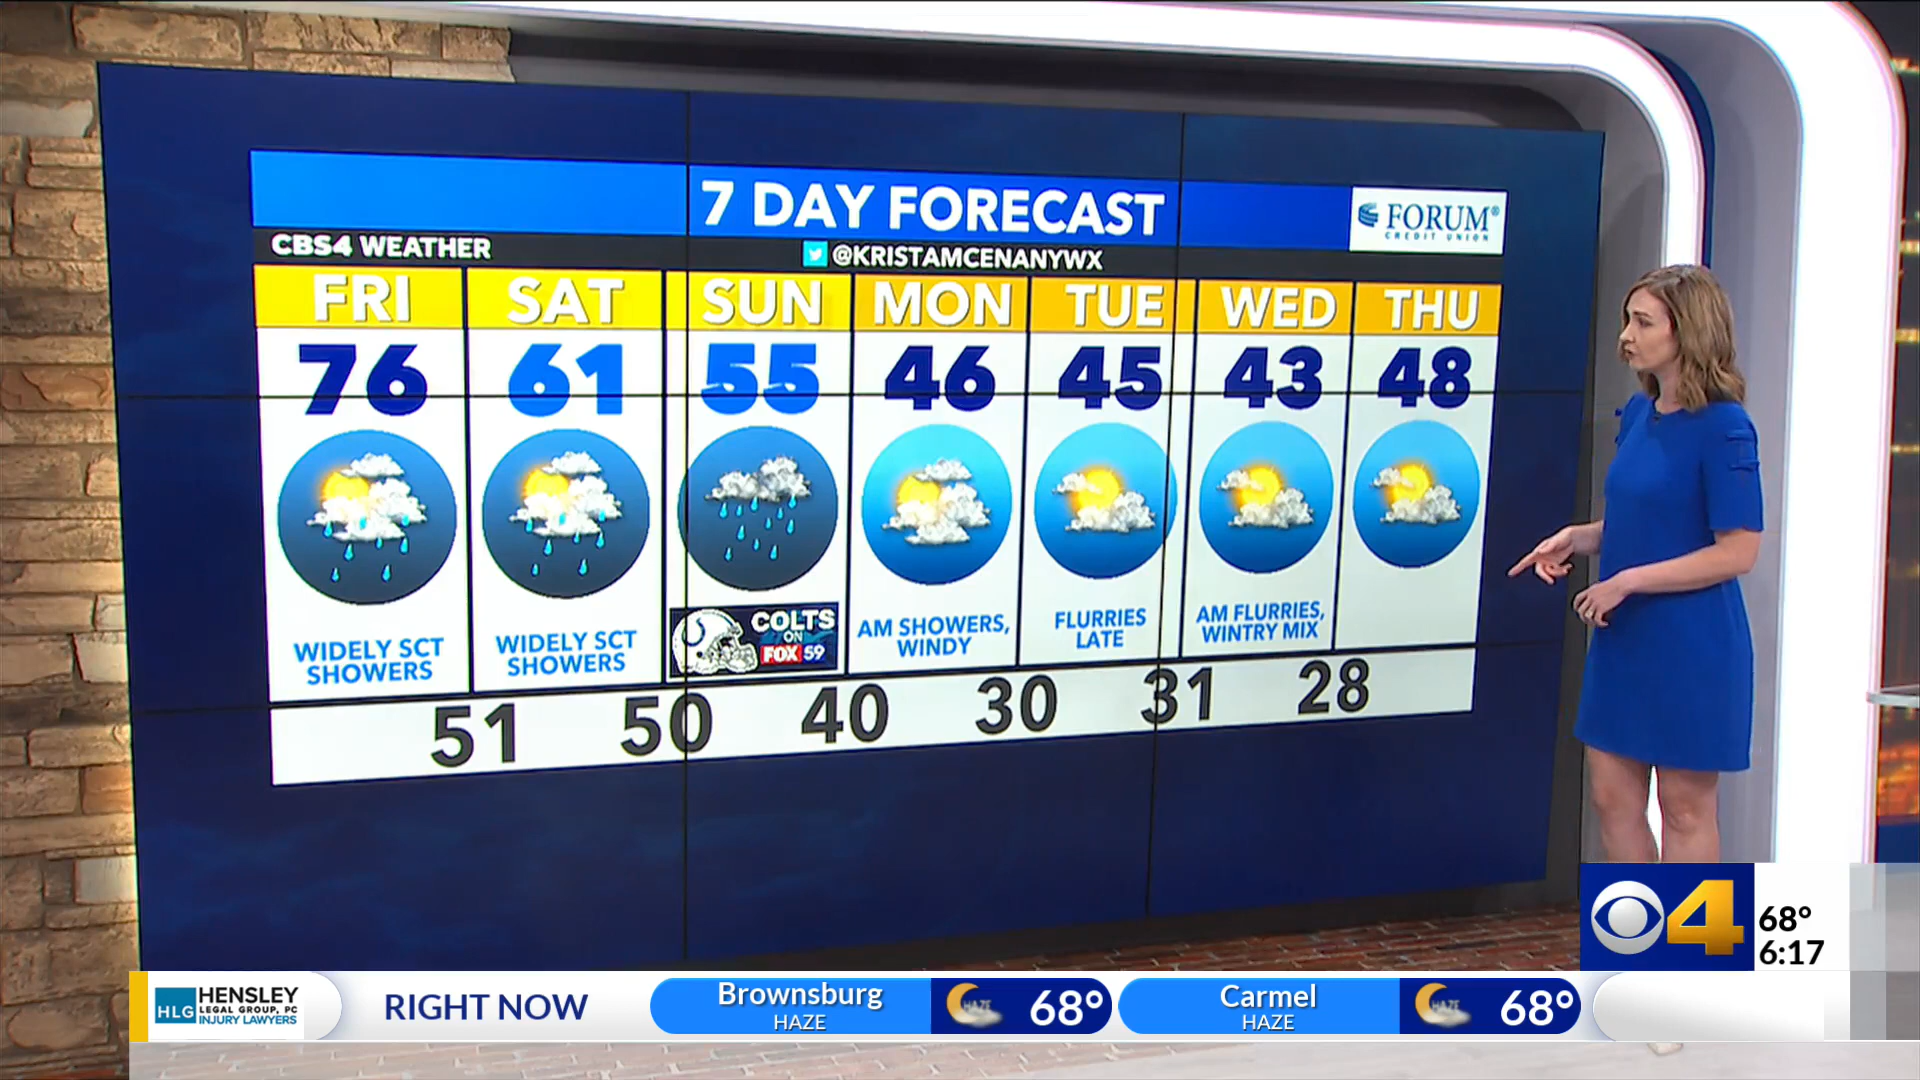 7 DAY FORECAST
FORUM®
CREDIT UNION
CBS4 WEATHER
@KRISTAMCENANYWX
FRI SAT SUN MON TUE WED THU
76 61 55 46 45 43 48
WIDELY SCT
SHOWERS
WIDELY SCT
SHOWERS
COLTS
ON
FOX 59
AM SHOWERS,
WINDY
FLURRIES
LATE
AM FLURRIES,
WINTRY MIX
51 50 40 30 31 28
4
68°
6:17
HLG
HENSLEY
LEGAL GROUP, PC
INJURY LAWYERS
RIGHT NOW
Brownsburg
HAZE
HAZE
68°
Carmel
HAZE
HAZE
68°